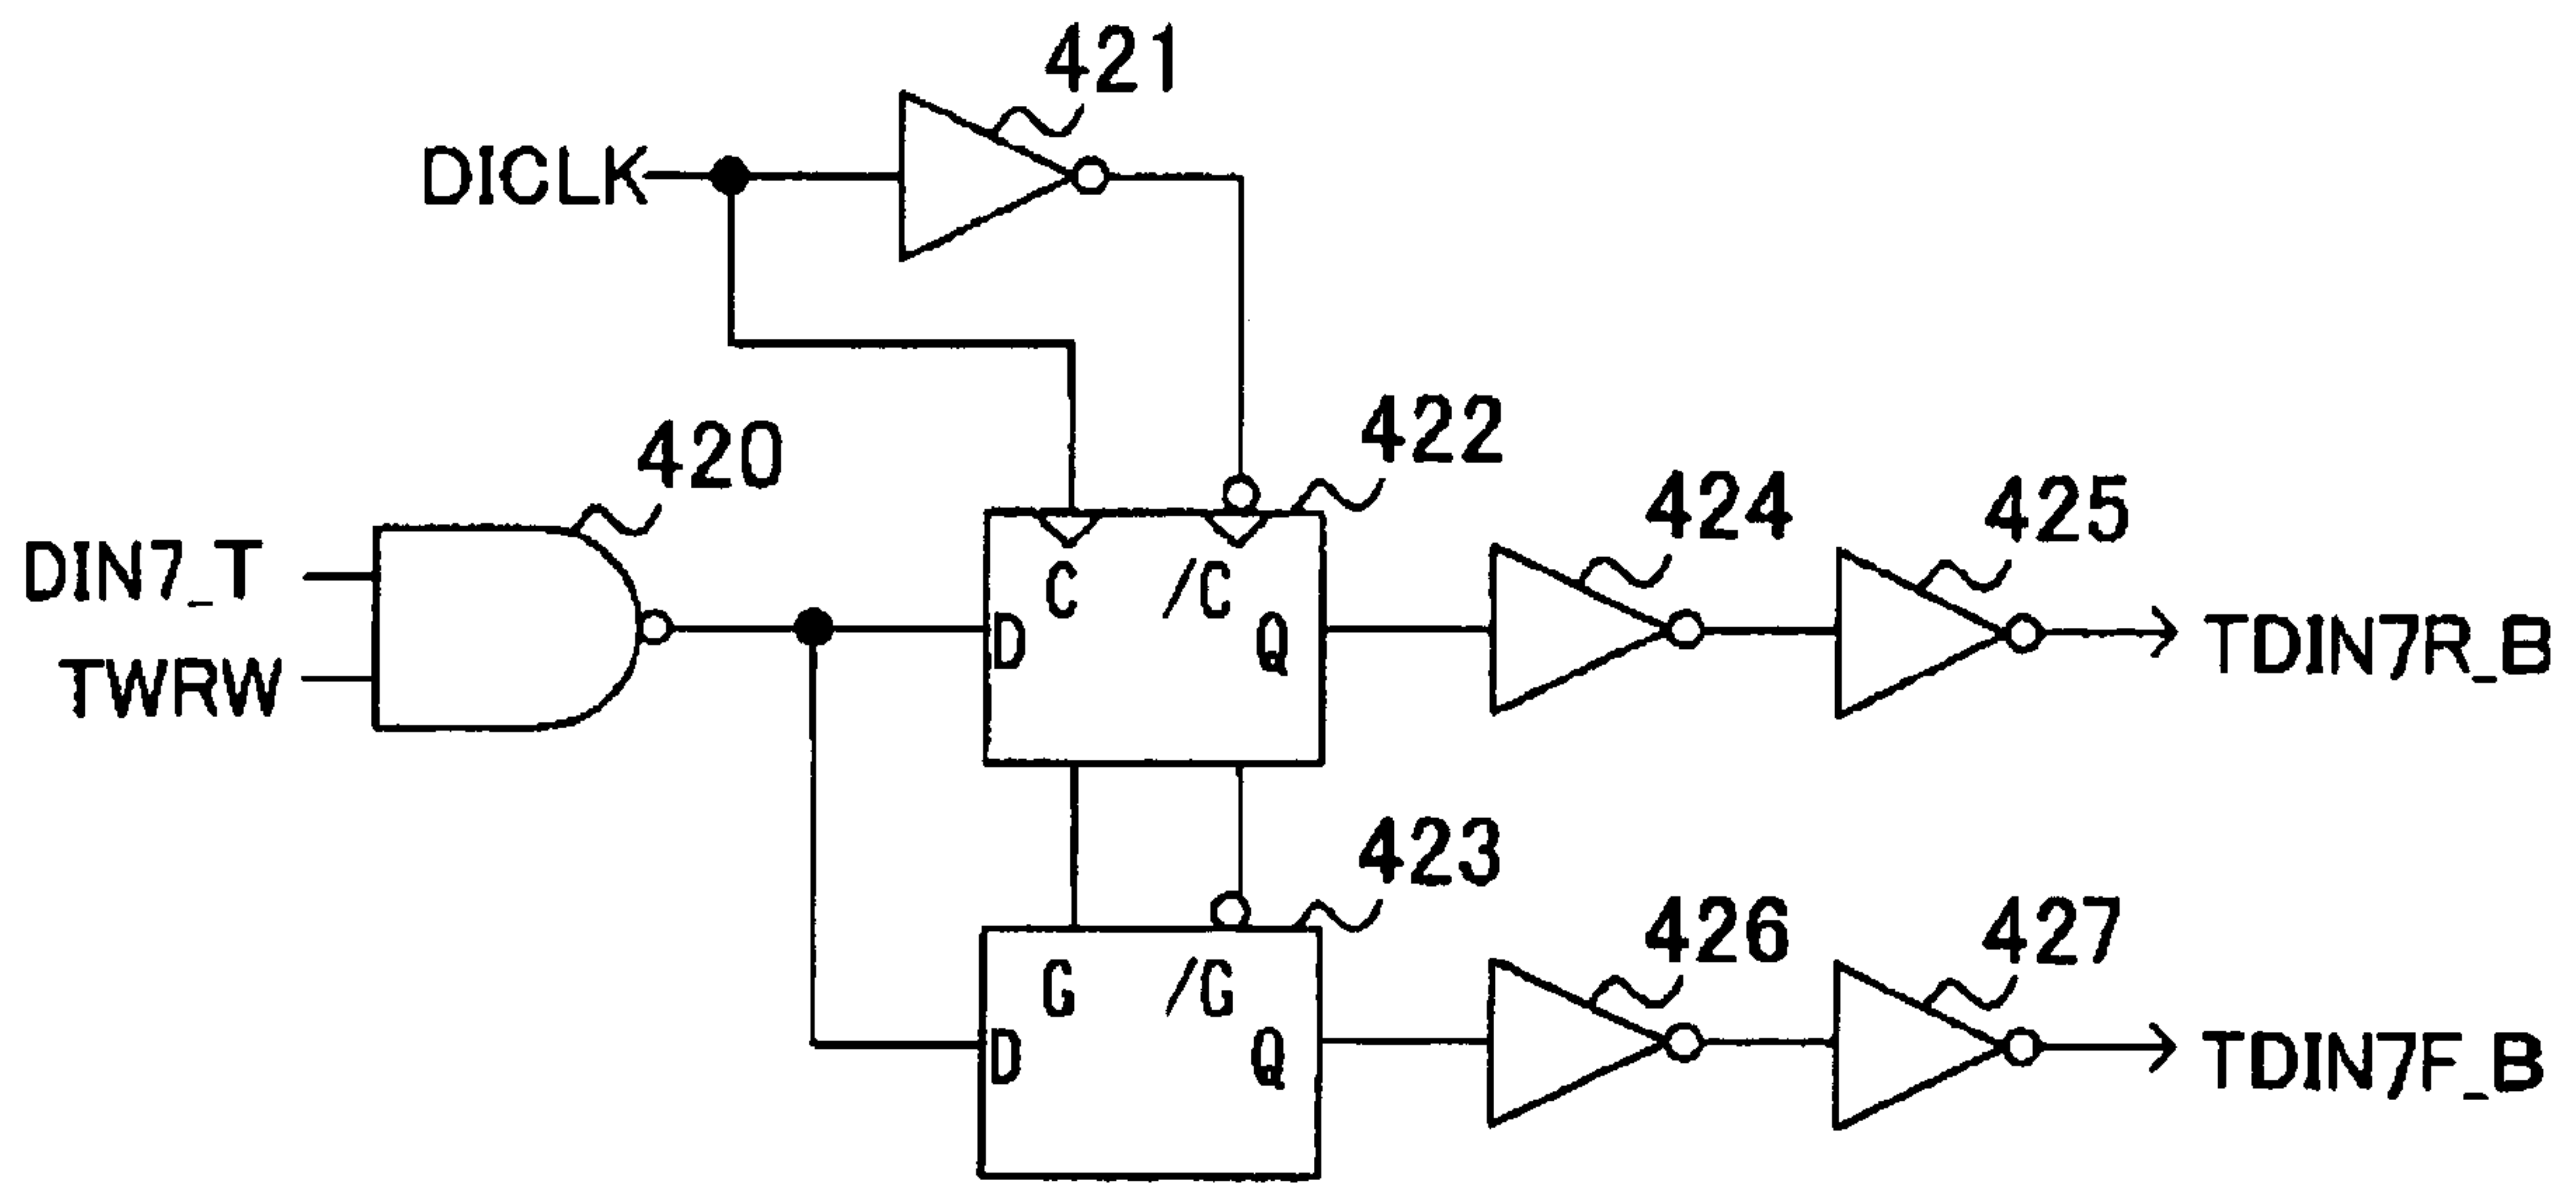 421
DICLK
422
420
424
425
DIN7_T
C /C
TDIN7R_B
D Q
TWRW
423
426
427
G /G
D Q
TDIN7F_B